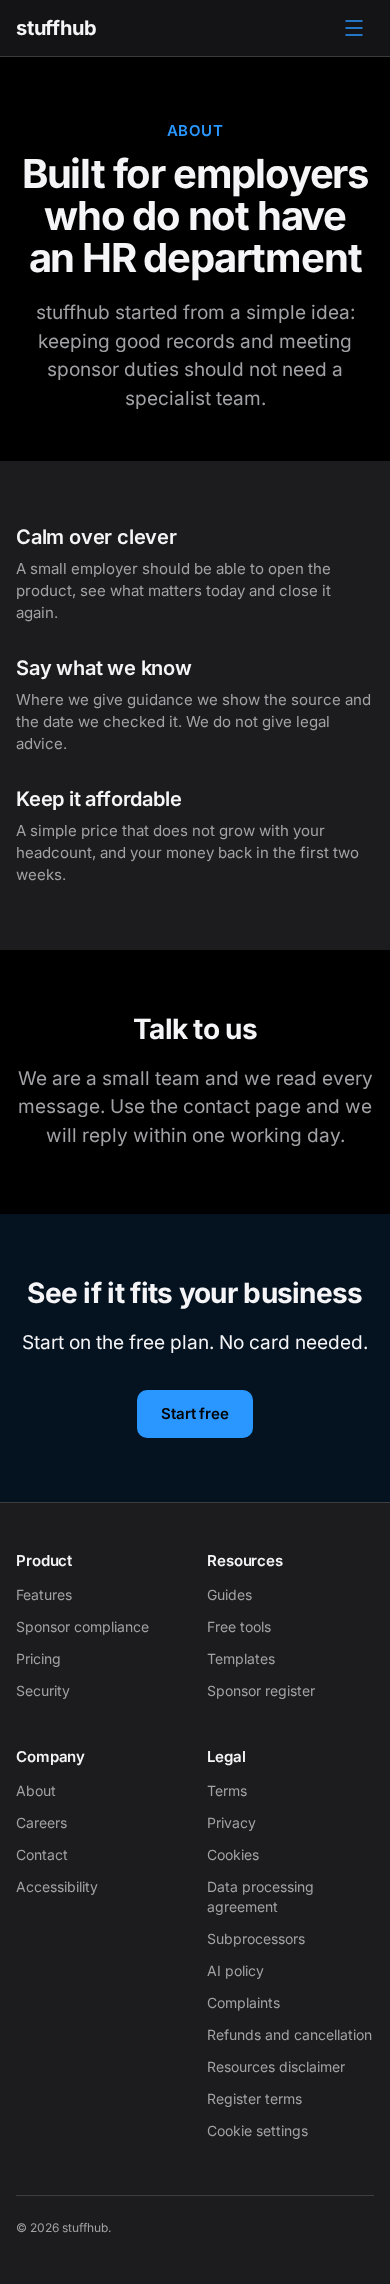 stuffhub
ABOUT
Built for employers
who do not have
an HR department
stuffhub started from a simple idea:
keeping good records and meeting
sponsor duties should not need a
specialist team.
Calm over clever
A small employer should be able to open the
product, see what matters today and close it
again.
Say what we know
Where we give guidance we show the source and
the date we checked it. We do not give legal
advice.
Keep it affordable
A simple price that does not grow with your
headcount, and your money back in the first two
weeks.
Talk to us
We are a small team and we read every
message. Use the contact page and we
will reply within one working day.
See if it fits your business
Start on the free plan. No card needed.
Start free
Product
Features
Sponsor compliance
Pricing
Security
Resources
Guides
Free tools
Templates
Sponsor register
Company
About
Careers
Contact
Accessibility
Legal
Terms
Privacy
Cookies
Data processing
agreement
Subprocessors
AI policy
Complaints
Refunds and cancellation
Resources disclaimer
Register terms
Cookie settings
© 2026 stuffhub.